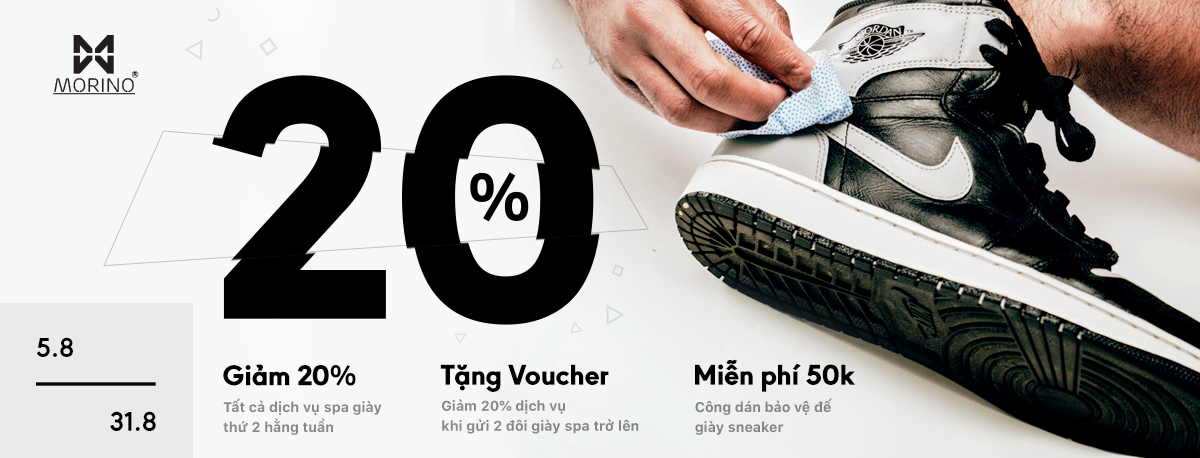 MORINO®
20
%
5.8
31.8
Giảm 20%
Tất cả dịch vụ spa giày
thứ 2 hằng tuần
Tặng Voucher
Giảm 20% dịch vụ
khi gửi 2 đôi giày spa trở lên
Miễn phí 50k
Công dán bảo vệ đế
giày sneaker
JORDAN